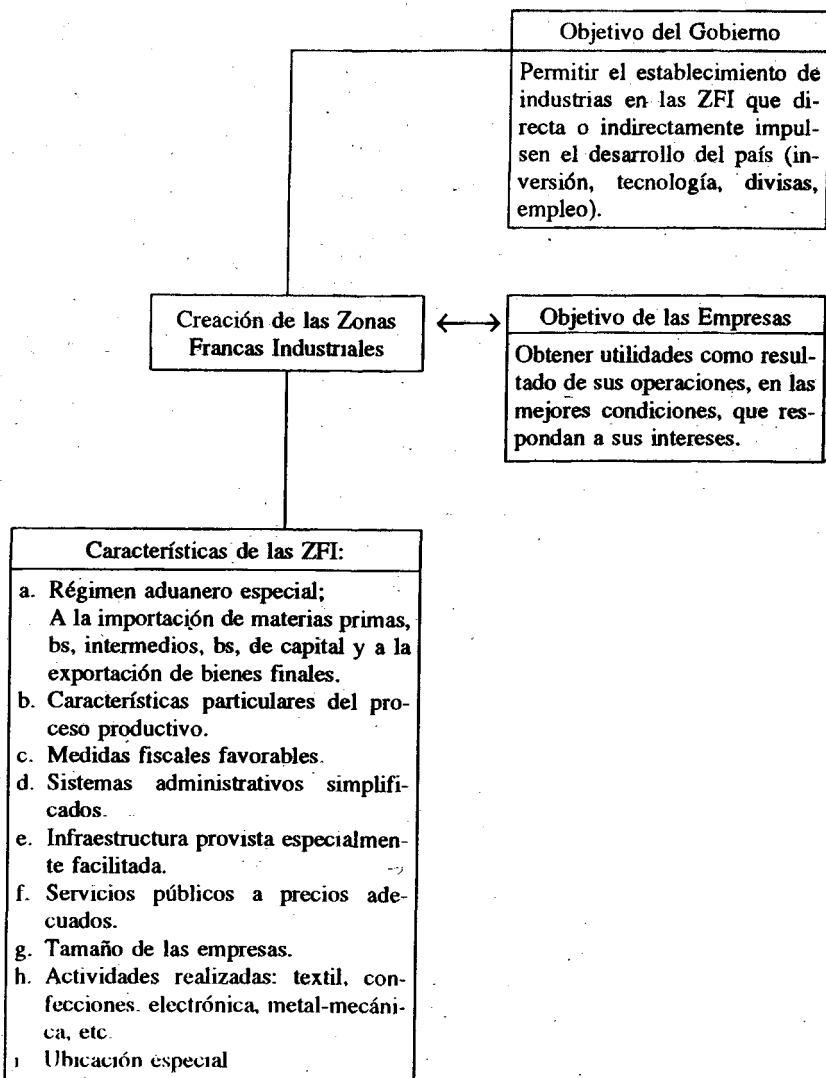 Objetivo del Gobierno
Permitir el establecimiento de
industrias en las ZFI que di-
recta o indirectamente impul-
sen el desarrollo del país (in-
versión, tecnología, divisas,
empleo).
Creación de las Zonas
Francas Industriales
Objetivo de las Empresas
Obtener utilidades como resul-
tado de sus operaciones, en las
mejores condiciones, que res-
pondan a sus intereses.
Características de las ZFI:
a. Régimen aduanero especial;
A la importación de materias primas,
bs, intermedios, bs, de capital y a la
exportación de bienes finales.
b. Características particulares del pro-
ceso productivo.
c. Medidas fiscales favorables.
d. Sistemas administrativos simplifi-
cados.
e. Infraestructura provista especialmen-
te facilitada.
f. Servicios públicos a precios ade-
cuados.
g. Tamaño de las empresas.
h. Actividades realizadas: textil, con-
fecciones. electrónica, metal-mecáni-
ca, etc
ı Ubicación especial